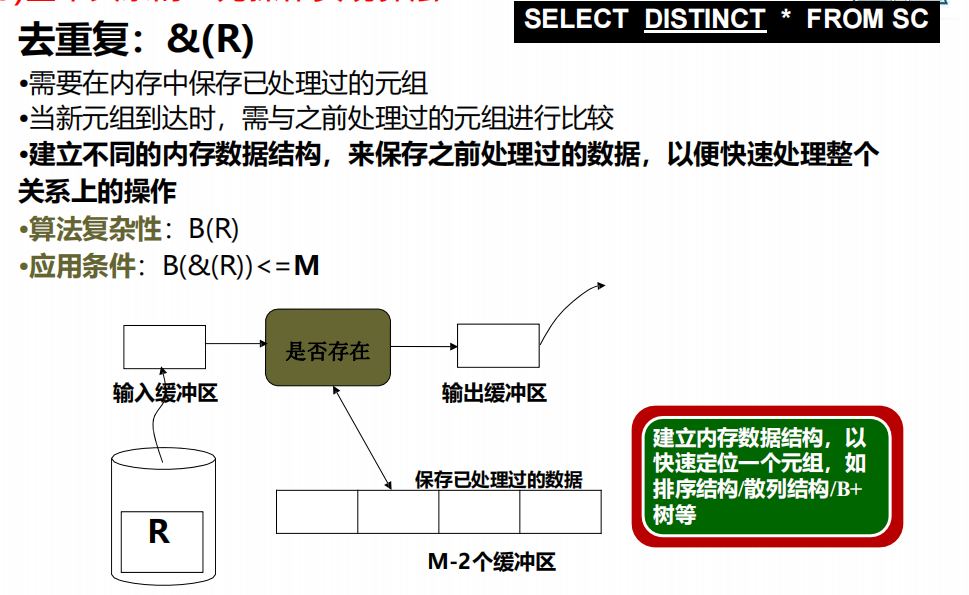 SELECT DISTINCT * FROM SC
去重复：&(R)
•需要在内存中保存已处理过的元组
•当新元组到达时，需与之前处理过的元组进行比较
•建立不同的内存数据结构，来保存之前处理过的数据，以便快速处理整个
关系上的操作
•算法复杂性：B(R)
•应用条件：B(&(R))<=M
是否存在
输入缓冲区
输出缓冲区
保存已处理过的数据
R
M-2个缓冲区
建立内存数据结构，以
快速定位一个元组，如
排序结构/散列结构/B+
树等